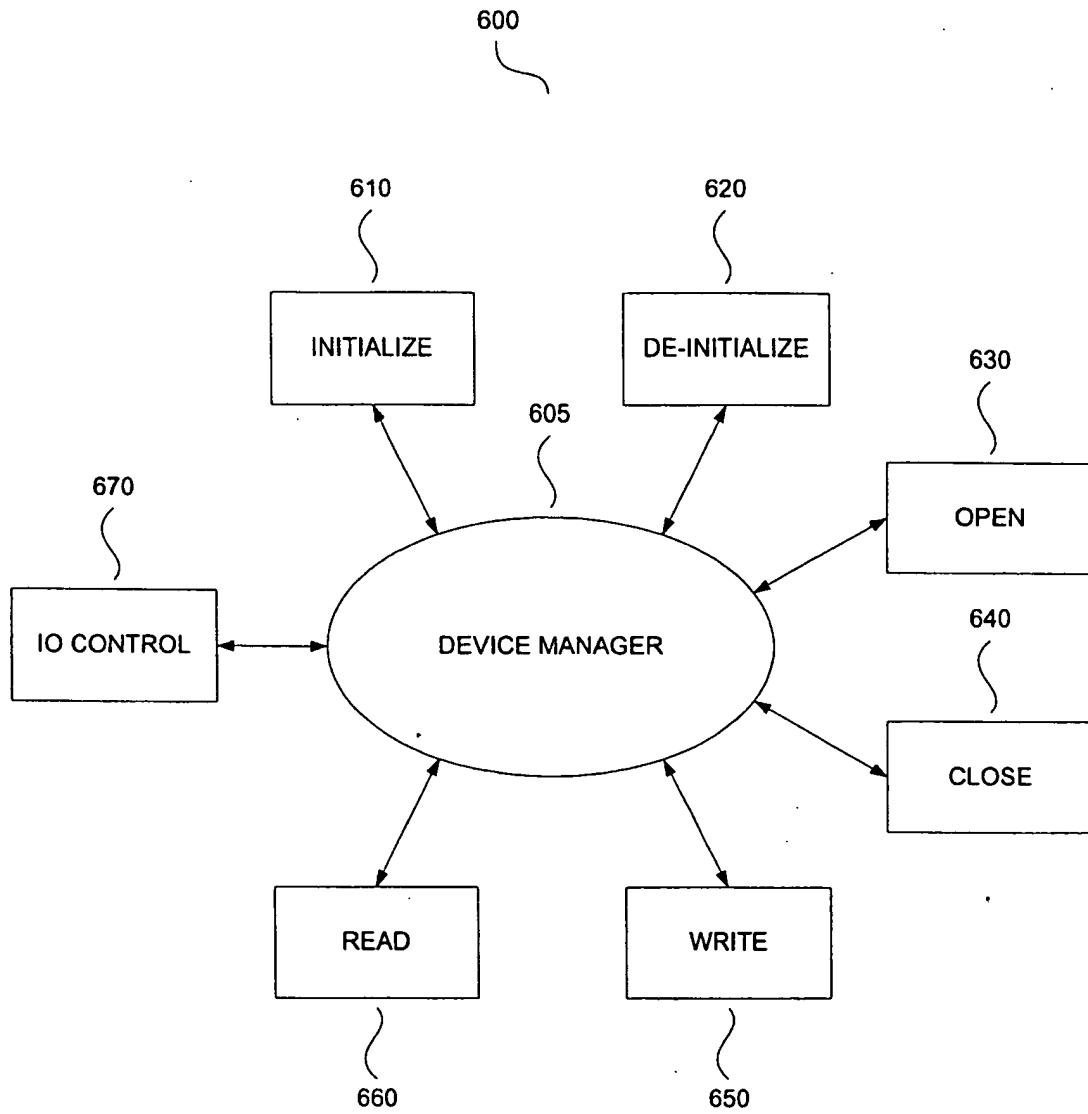 600
610
620
INITIALIZE
DE-INITIALIZE
630
605
OPEN
670
IO CONTROL
DEVICE MANAGER
640
CLOSE
READ
WRITE
660
650